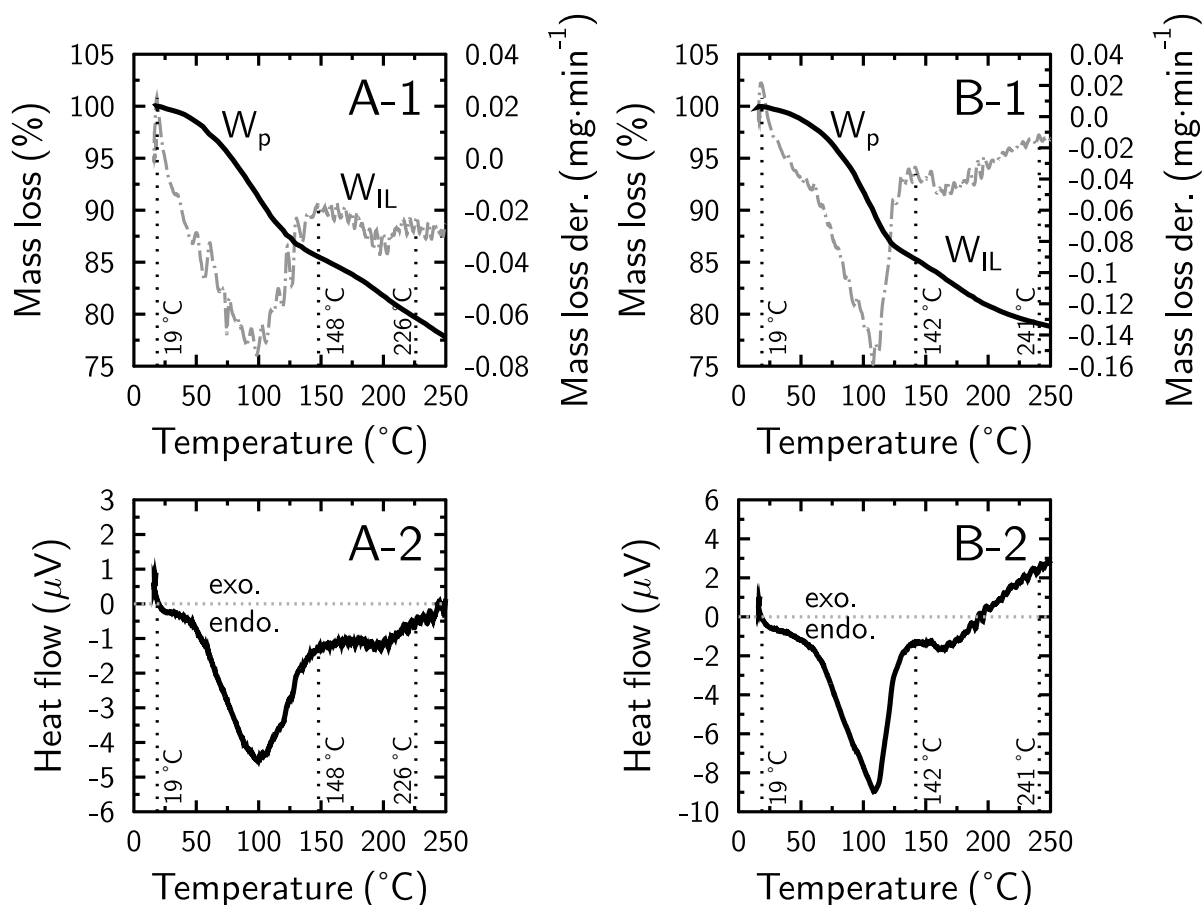 A-1
Mass loss (%)
105
100
95
90
85
80
75
W_p
W_IL
19 °C
148 °C
226 °C
0.04
0.02
0.0
-0.02
-0.04
-0.06
-0.08
Mass loss der. (mg·min⁻¹)
0 50 100 150 200 250
Temperature (°C)
B-1
Mass loss (%)
105
100
95
90
85
80
75
W_p
W_IL
19 °C
142 °C
241 °C
0.04
0.02
0.0
-0.02
-0.04
-0.06
-0.08
-0.1
-0.12
-0.14
-0.16
Mass loss der. (mg·min⁻¹)
0 50 100 150 200 250
Temperature (°C)
A-2
Heat flow (μV)
3
2
1
0
-1
-2
-3
-4
-5
-6
exo.
endo.
19 °C
148 °C
226 °C
0 50 100 150 200 250
Temperature (°C)
B-2
Heat flow (μV)
6
4
2
0
-2
-4
-6
-8
-10
exo.
endo.
19 °C
142 °C
241 °C
0 50 100 150 200 250
Temperature (°C)